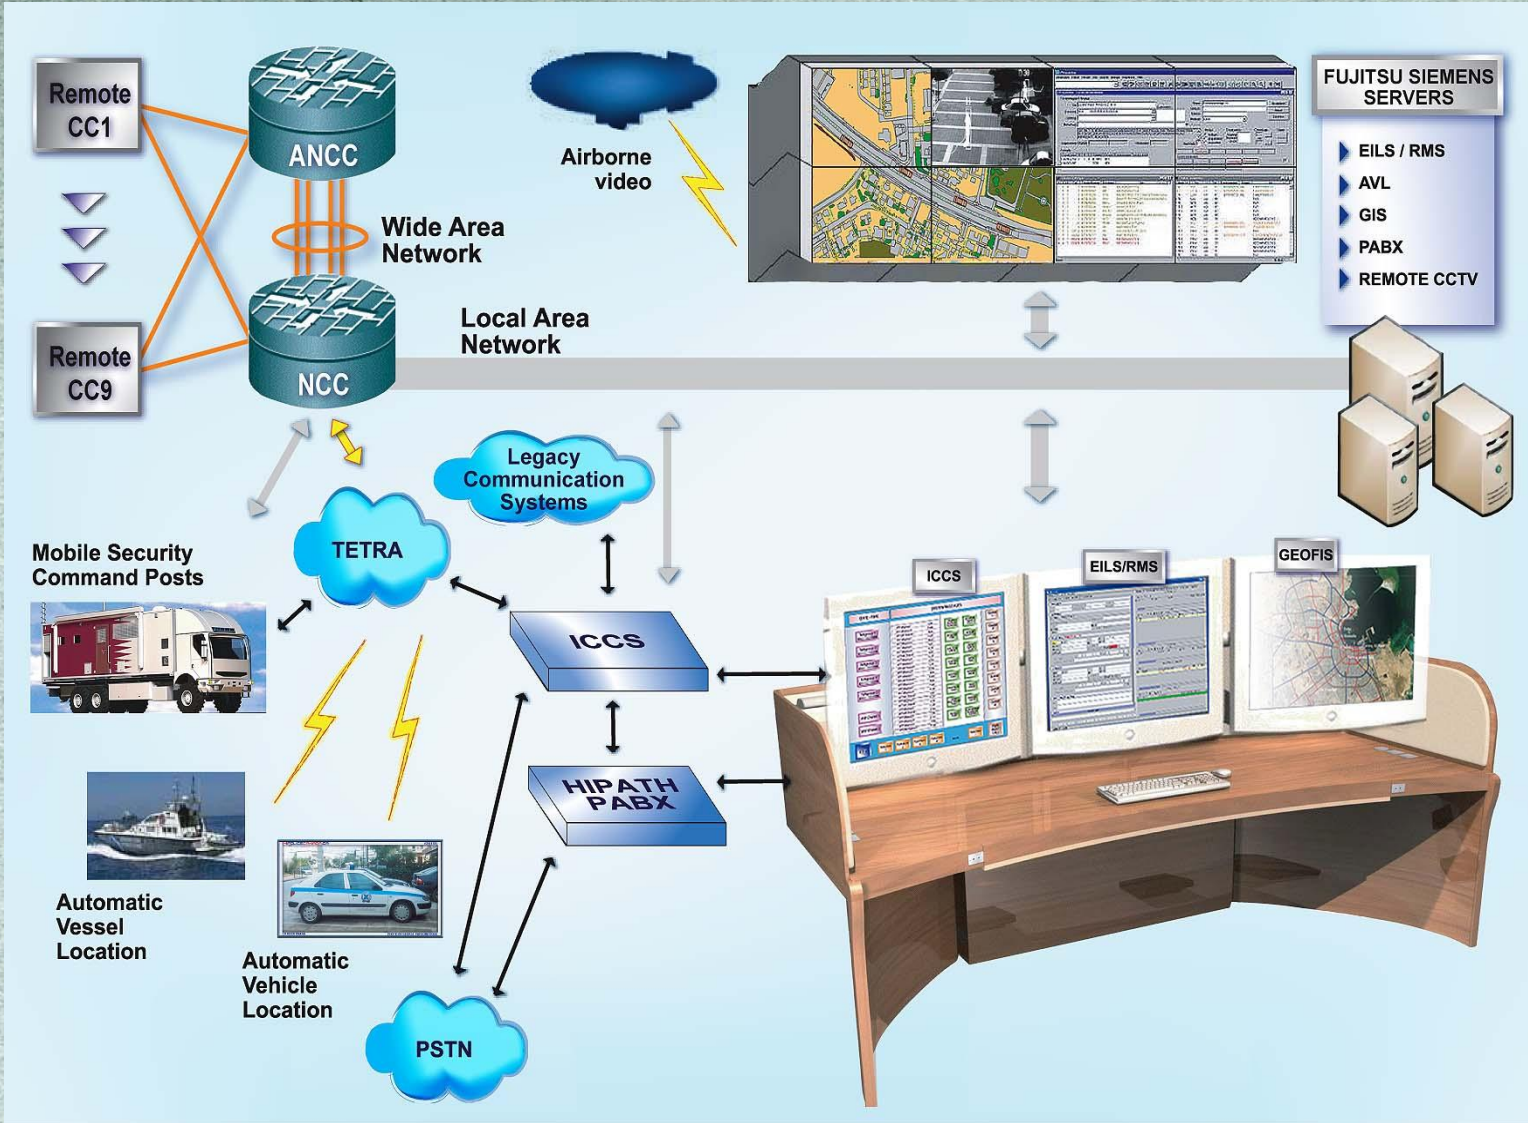 Remote
CC1
ANCC
Wide Area
Network
Remote
CC9
NCC
Local Area
Network
Airborne
video
FUJITSU SIEMENS
SERVERS
EILS / RMS
AVL
GIS
PABX
REMOTE CCTV
Legacy
Communication
Systems
TETRA
Mobile Security
Command Posts
ICCS
HIPATH
PABX
Automatic
Vessel
Location
Automatic
Vehicle
Location
PSTN
ICCS
EILS/RMS
GEOFIS